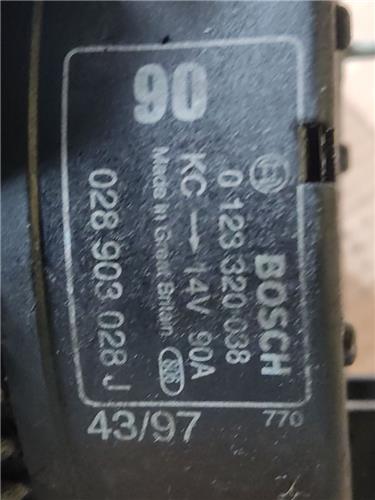 90
BOSCH
0 123 320 038
KC → 14V 90A
Made in Great Britain
028 903 028 J
43/97
770